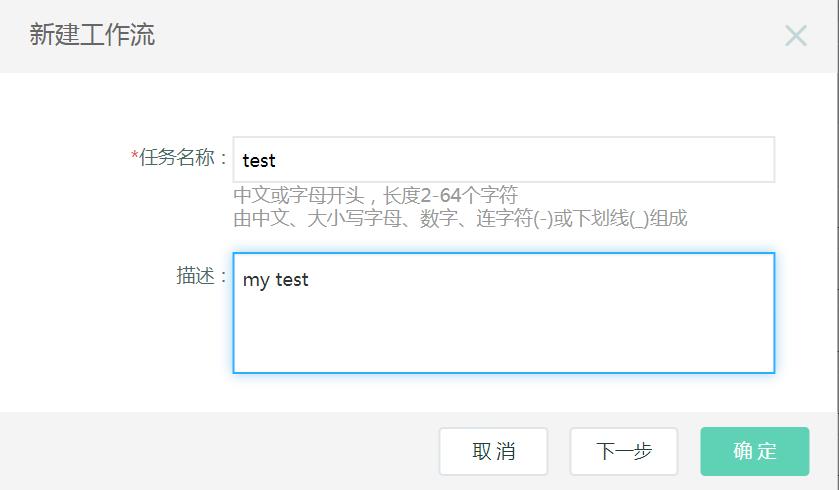 新建工作流
*任务名称：test
中文或字母开头，长度2-64个字符
由中文、大小写字母、数字、连字符(-)或下划线(_)组成
描述：my test
取消 下一步 确定